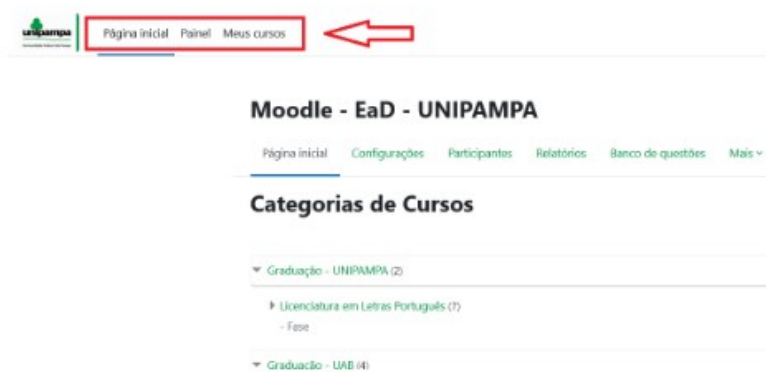 unipampa
Página inicial Painel Meus cursos
Moodle - EaD - UNIPAMPA
Página inicial Configurações Participantes Relatórios Banco de questões Mais
Categorias de Cursos
Graduação - UNIPAMPA (2)
Licenciatura em Letras Português (7)
- Fase
Graduação - UAB (4)